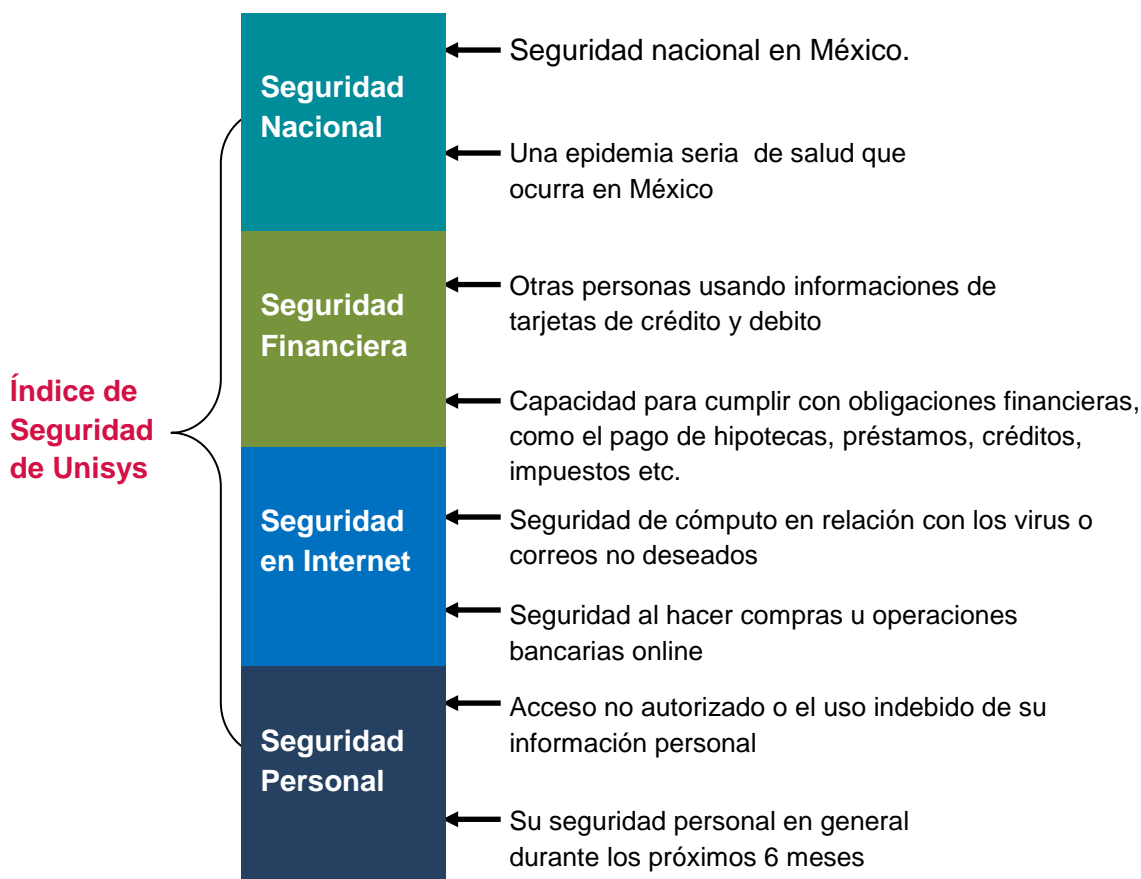 Índice de
Seguridad
de Unisys
Seguridad
Nacional
Seguridad nacional en México.
Una epidemia seria  de salud que
ocurra en México
Seguridad
Financiera
Otras personas usando informaciones de
tarjetas de crédito y debito
Capacidad para cumplir con obligaciones financieras,
como el pago de hipotecas, préstamos, créditos,
impuestos etc.
Seguridad
en Internet
Seguridad de cómputo en relación con los virus o
correos no deseados
Seguridad al hacer compras u operaciones
bancarias online
Seguridad
Personal
Acceso no autorizado o el uso indebido de su
información personal
Su seguridad personal en general
durante los próximos 6 meses